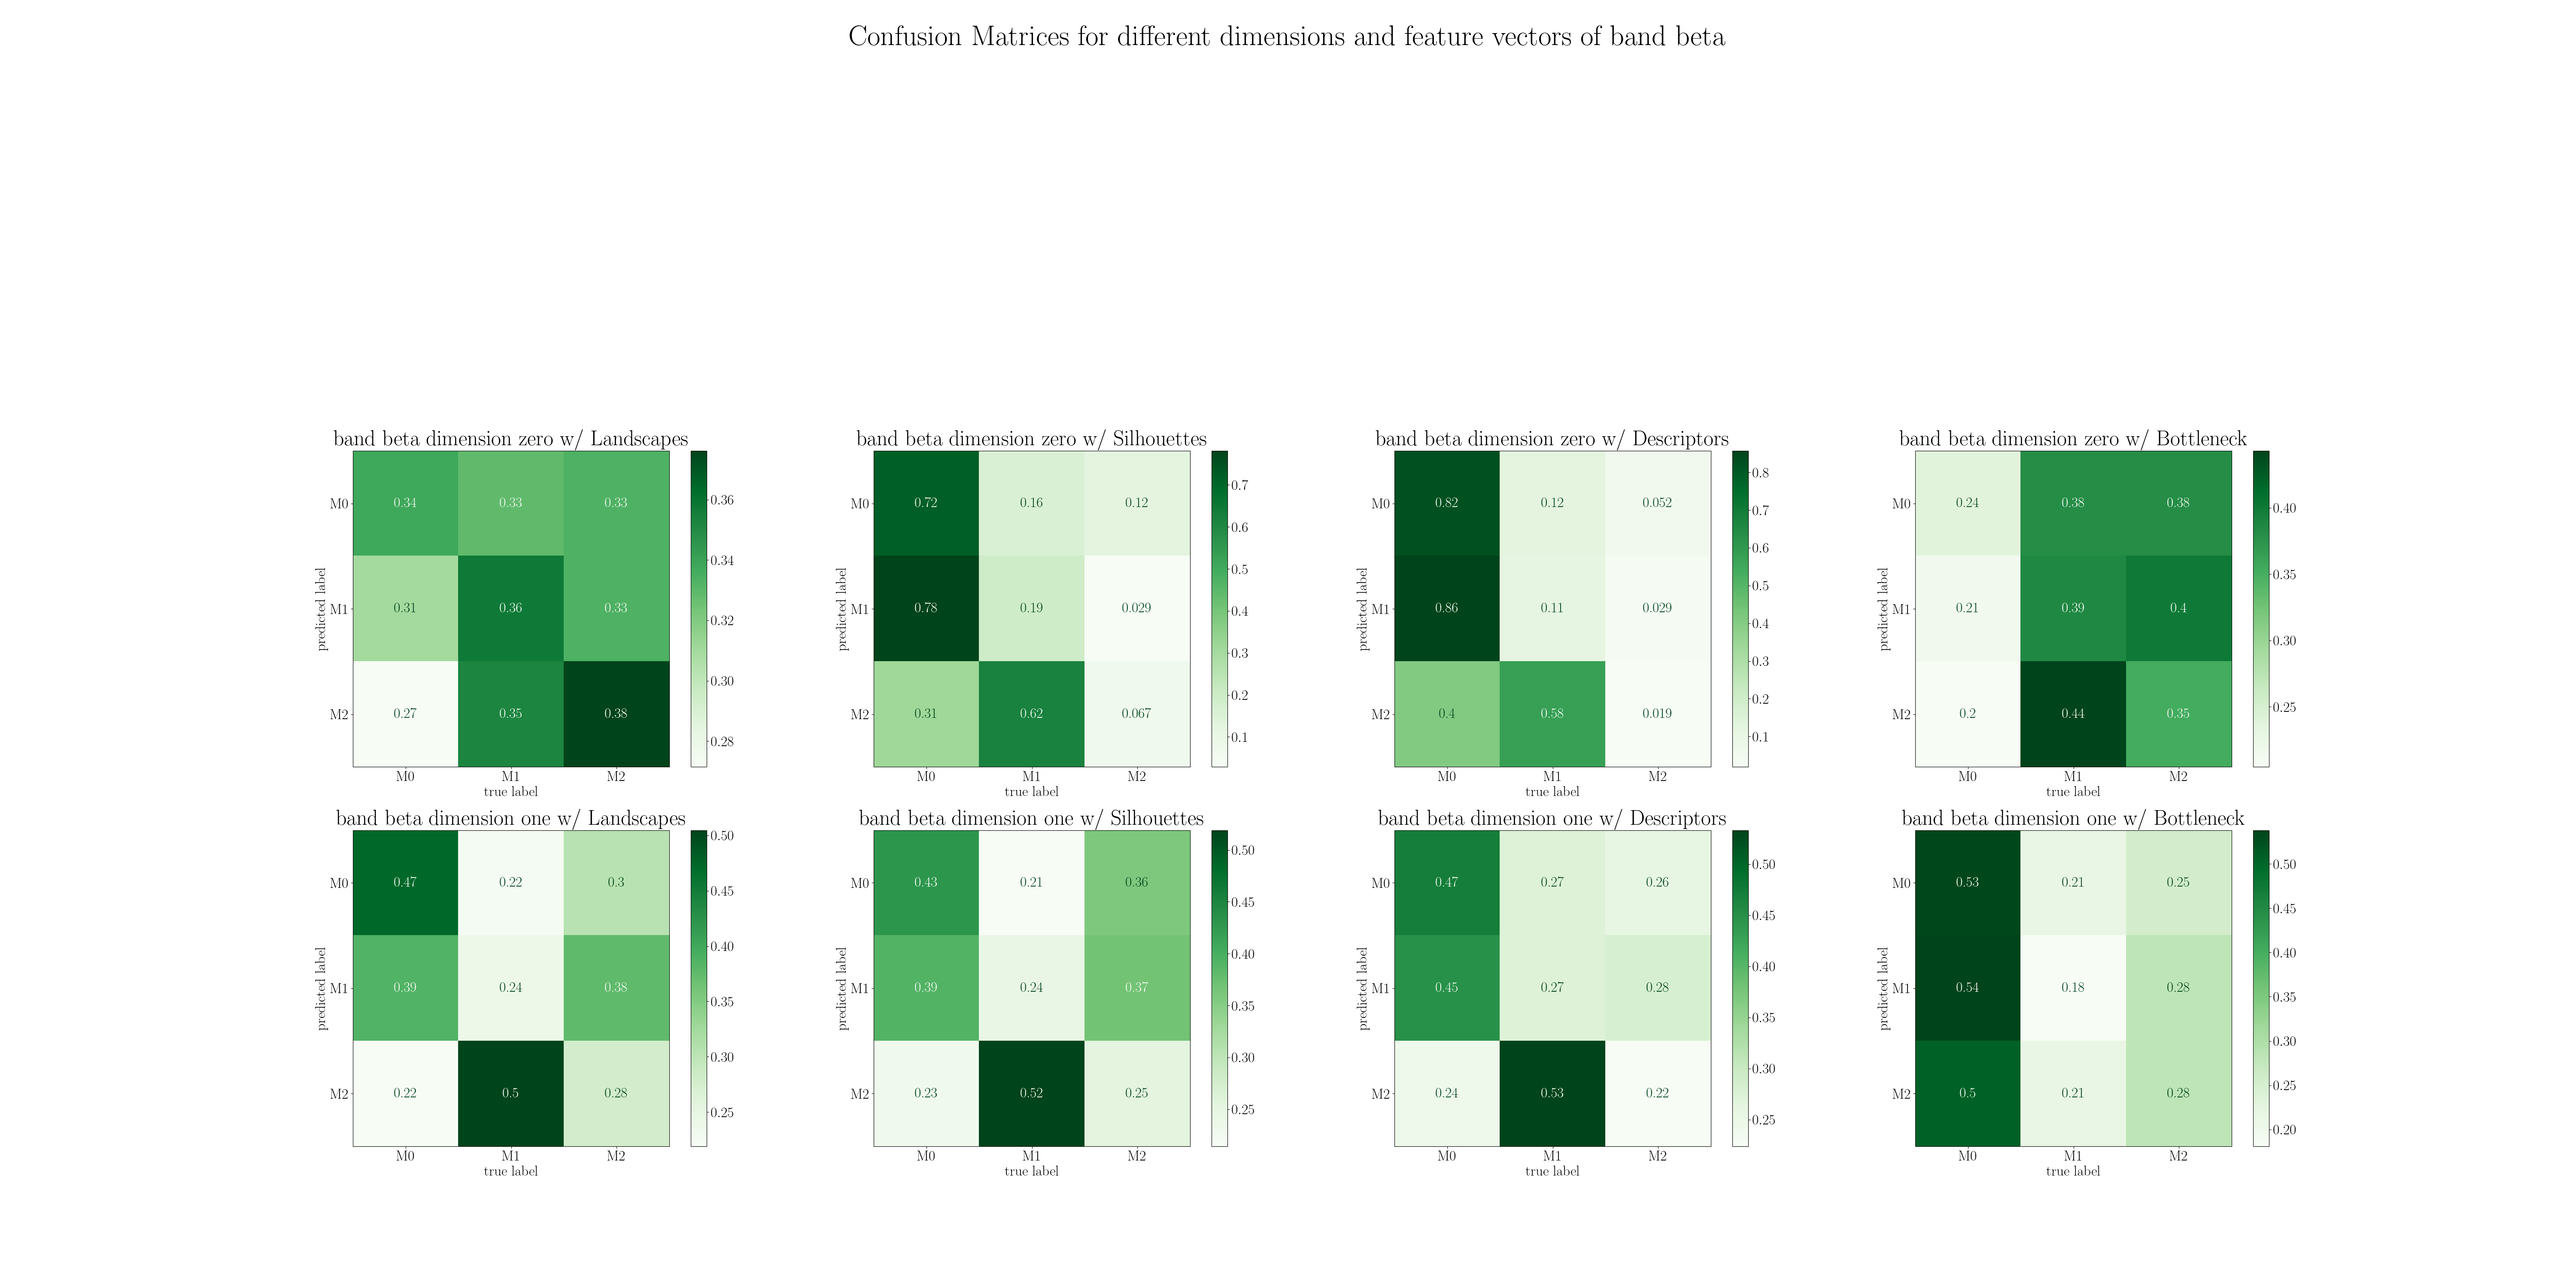 Confusion Matrices for different dimensions and feature vectors of band beta
band beta dimension zero w/ Landscapes
predicted label
M0 0.34 0.33 0.33
M1 0.31 0.36 0.33
M2 0.27 0.35 0.38
M0 M1 M2
true label
0.36
0.34
0.32
0.30
0.28
band beta dimension zero w/ Silhouettes
predicted label
M0 0.72 0.16 0.12
M1 0.78 0.19 0.029
M2 0.31 0.62 0.067
M0 M1 M2
true label
0.7
0.6
0.5
0.4
0.3
0.2
0.1
band beta dimension zero w/ Descriptors
predicted label
M0 0.82 0.12 0.052
M1 0.86 0.11 0.029
M2 0.4 0.58 0.019
M0 M1 M2
true label
0.8
0.7
0.6
0.5
0.4
0.3
0.2
0.1
band beta dimension zero w/ Bottleneck
predicted label
M0 0.24 0.38 0.38
M1 0.21 0.39 0.4
M2 0.2 0.44 0.35
M0 M1 M2
true label
0.40
0.35
0.30
0.25
band beta dimension one w/ Landscapes
predicted label
M0 0.47 0.22 0.3
M1 0.39 0.24 0.38
M2 0.22 0.5 0.28
M0 M1 M2
true label
0.50
0.45
0.40
0.35
0.30
0.25
band beta dimension one w/ Silhouettes
predicted label
M0 0.43 0.21 0.36
M1 0.39 0.24 0.37
M2 0.23 0.52 0.25
M0 M1 M2
true label
0.50
0.45
0.40
0.35
0.30
0.25
band beta dimension one w/ Descriptors
predicted label
M0 0.47 0.27 0.26
M1 0.45 0.27 0.28
M2 0.24 0.53 0.22
M0 M1 M2
true label
0.50
0.45
0.40
0.35
0.30
0.25
band beta dimension one w/ Bottleneck
predicted label
M0 0.53 0.21 0.25
M1 0.54 0.18 0.28
M2 0.5 0.21 0.28
M0 M1 M2
true label
0.50
0.45
0.40
0.35
0.30
0.25
0.20